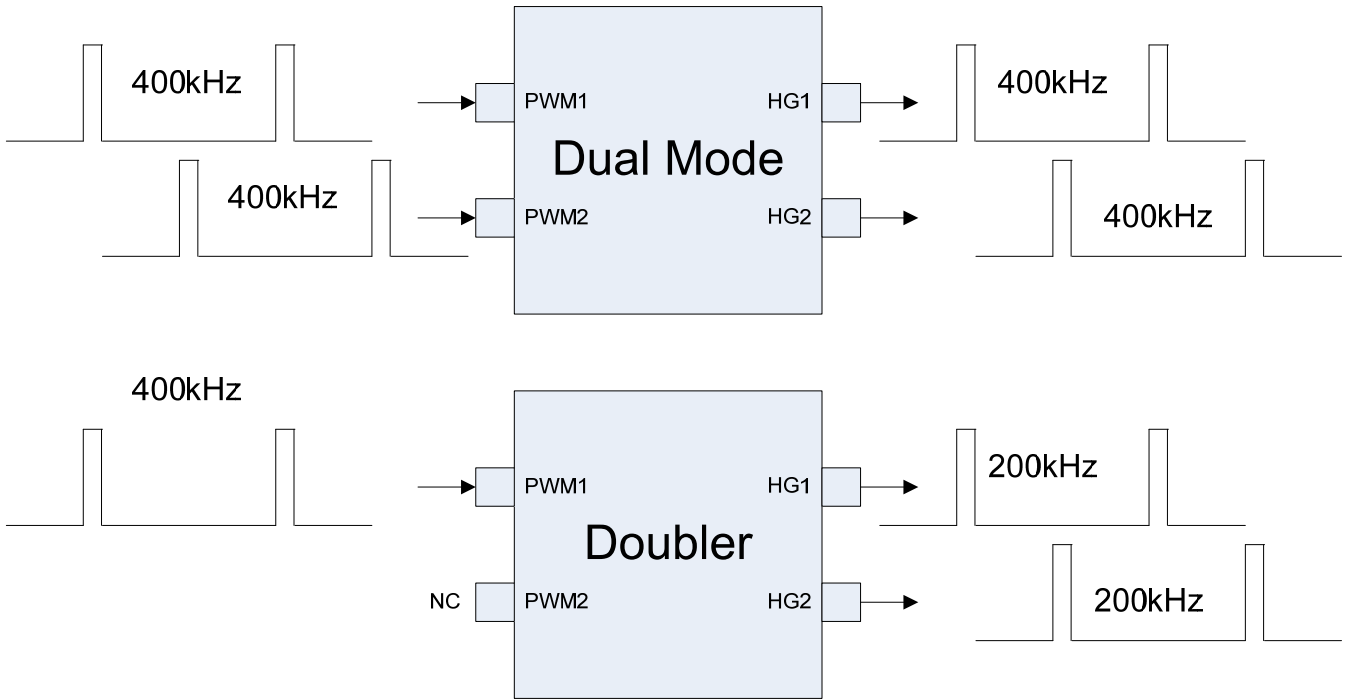 400kHz
PWM1
HG1
400kHz
Dual Mode
400kHz
PWM2
HG2
400kHz
400kHz
PWM1
HG1
200kHz
Doubler
NC
PWM2
HG2
200kHz